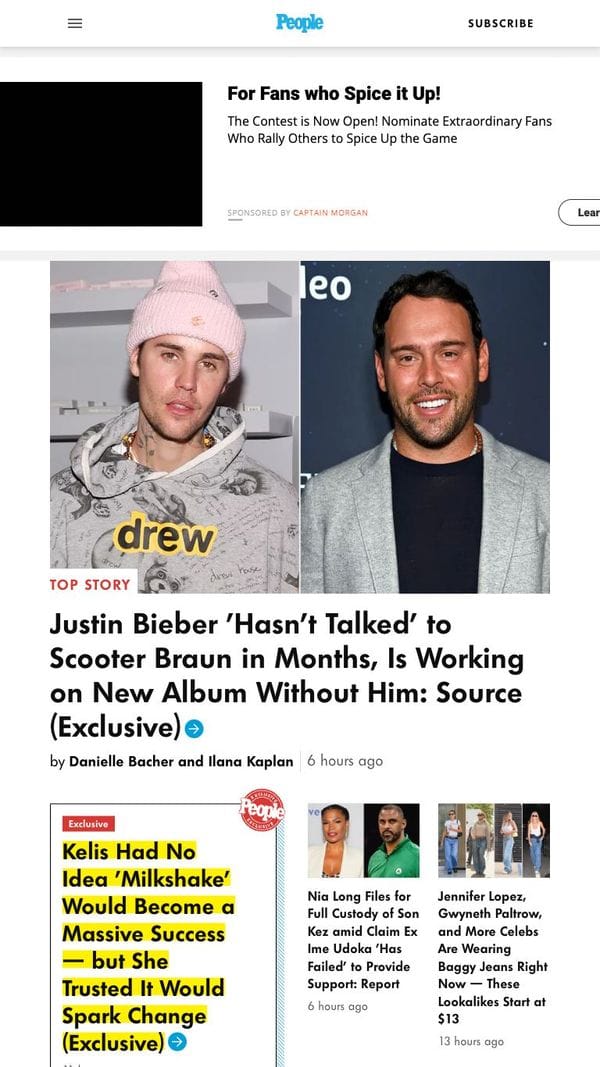 People
SUBSCRIBE
For Fans who Spice it Up!
The Contest is Now Open! Nominate Extraordinary Fans
Who Rally Others to Spice Up the Game
SPONSORED BY CAPTAIN MORGAN
Lear
leo
drew
drew house
TOP STORY
Justin Bieber ’Hasn’t Talked’ to
Scooter Braun in Months, Is Working
on New Album Without Him: Source
(Exclusive)
by Danielle Bacher and Ilana Kaplan
6 hours ago
People
Exclusive
Kelis Had No
Idea ’Milkshake’
Would Become a
Massive Success
— but She
Trusted It Would
Spark Change
(Exclusive)
Nia Long Files for
Full Custody of Son
Kez amid Claim Ex
Ime Udoka ‘Has
Failed’ to Provide
Support: Report
6 hours ago
Jennifer Lopez,
Gwyneth Paltrow,
and More Celebs
Are Wearing
Baggy Jeans Right
Now — These
Lookalikes Start at
$13
13 hours ago